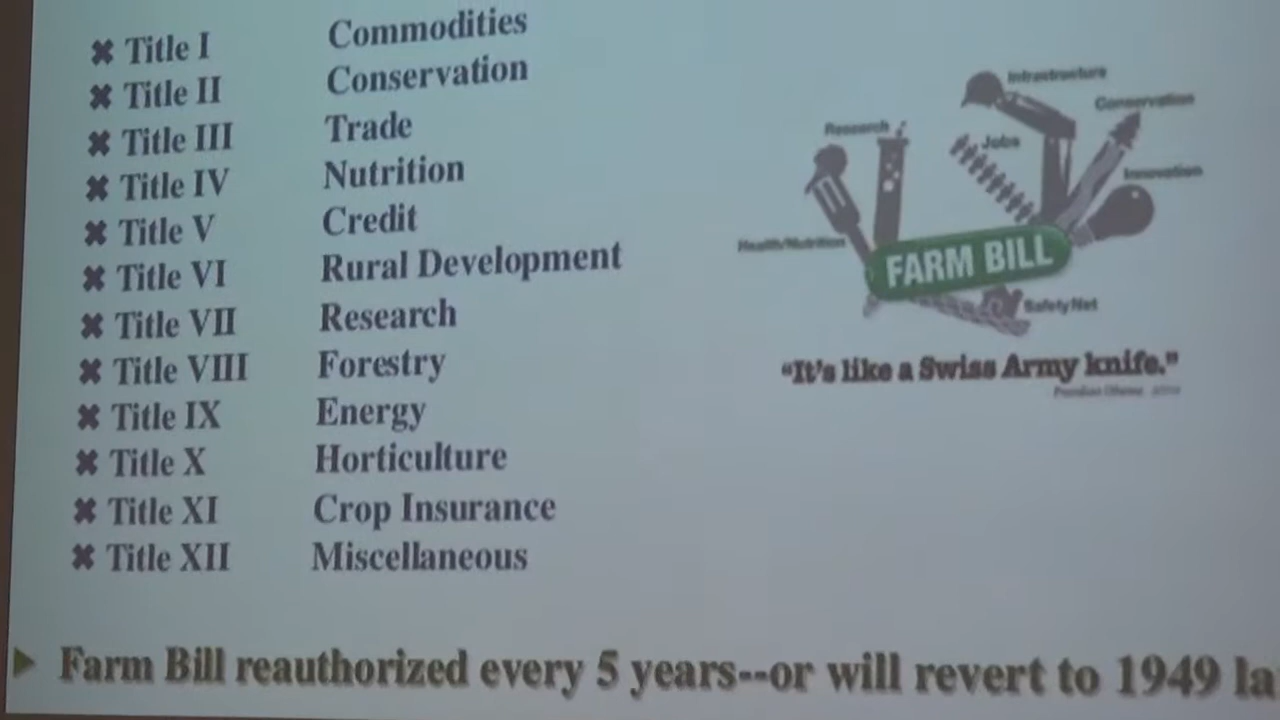 ✖ Title I Commodities
✖ Title II Conservation
✖ Title III Trade
✖ Title IV Nutrition
✖ Title V Credit
✖ Title VI Rural Development
✖ Title VII Research
✖ Title VIII Forestry
✖ Title IX Energy
✖ Title X Horticulture
✖ Title XI Crop Insurance
✖ Title XII Miscellaneous
Infrastructure
Conservation
Research
Jobs
Innovation
Health/Nutrition
FARM BILL
Safety Net
“It's like a Swiss Army knife.”
Farm Bill reauthorized every 5 years--or will revert to 1949 la